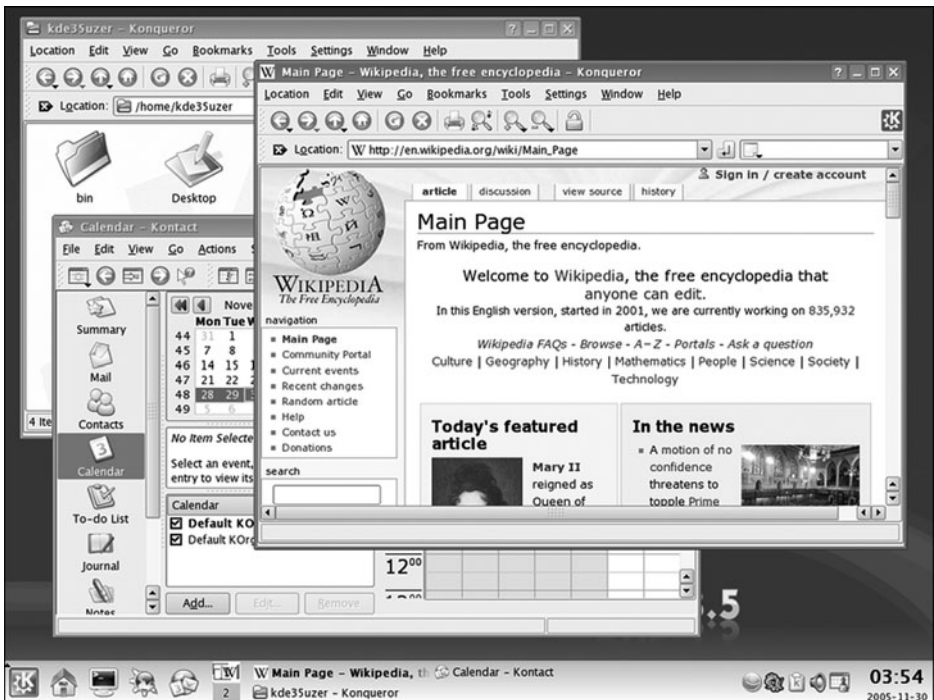 kde35uzer – Konqueror
Location Edit View Go Bookmarks Tools Settings Window Help
Location: /home/kde35uzer
bin
Desktop
4 Ite
Main Page – Wikipedia, the free encyclopedia – Konqueror
Location Edit View Go Bookmarks Tools Settings Window Help
Location: W http://en.wikipedia.org/wiki/Main_Page
Sign in / create account
article discussion view source history
WIKIPEDIA
The Free Encyclopedia
navigation
Main Page
Community Portal
Current events
Recent changes
Random article
Help
Contact us
Donations
search
Main Page
From Wikipedia, the free encyclopedia.
Welcome to Wikipedia, the free encyclopedia that
anyone can edit.
In this English version, started in 2001, we are currently working on 835,932
articles.
Wikipedia FAQs - Browse - A–Z - Portals - Ask a question
Culture | Geography | History | Mathematics | People | Science | Society |
Technology
Today's featured
article
Mary II
reigned as
Queen of
In the news
A motion of no
confidence
threatens to
topple Prime
Calendar – Kontact
File Edit View Go Actions S
Summary
Mail
Contacts
Calendar
To-do List
Journal
Notes
Nove
Mon Tue W
44 31 1
45 7 8
46 14 15 1
47 21 22 2
48 28 29 3
49 5 6
No Item Selecte
Select an event,
entry to view its
Calendar
Default KO
Default KOrg
Add... Edit... Remove
12:00
.5
W Main Page – Wikipedia, th
Calendar – Kontact
2
kde35uzer – Konqueror
03:54
2005-11-30